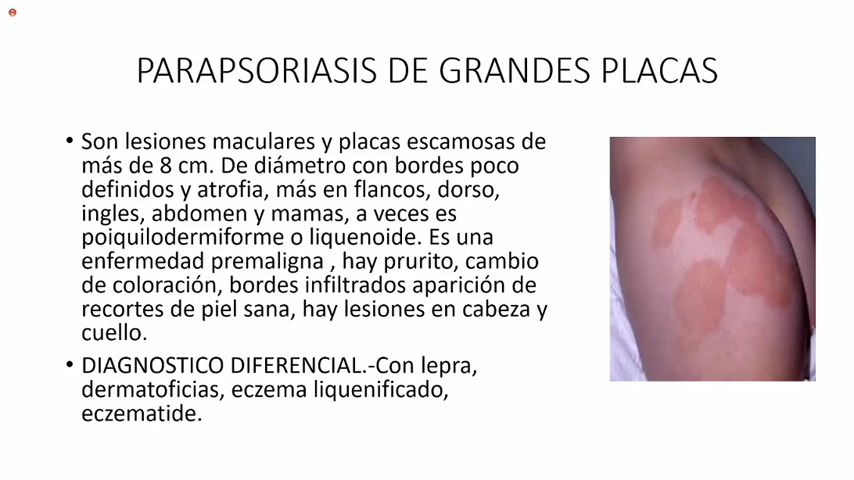 PARAPSORIASIS DE GRANDES PLACAS
• Son lesiones maculares y placas escamosas de
más de 8 cm. De diámetro con bordes poco
definidos y atrofia, más en flancos, dorso,
ingles, abdomen y mamas, a veces es
poiquilodermiforme o liquenoide. Es una
enfermedad premaligna , hay prurito, cambio
de coloración, bordes infiltrados aparición de
recortes de piel sana, hay lesiones en cabeza y
cuello.
• DIAGNOSTICO DIFERENCIAL.-Con lepra,
dermatoficias, eczema liquenificado,
eczematide.